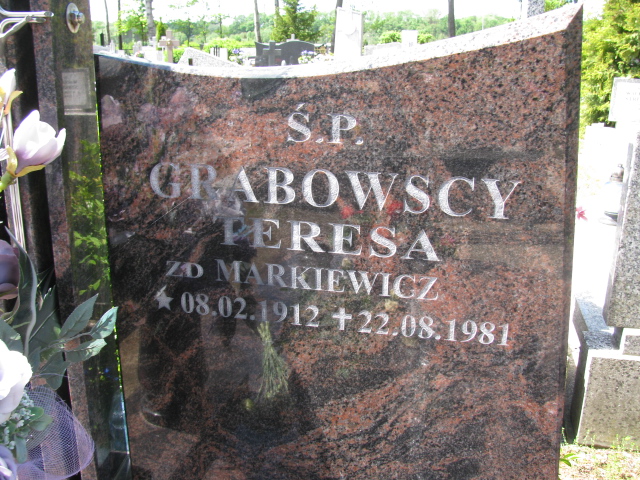 Ś.P.
GRABOWSCY
TERESA
ZD MARKIEWICZ
★ 08.02.1912 ✝ 22.08.1981